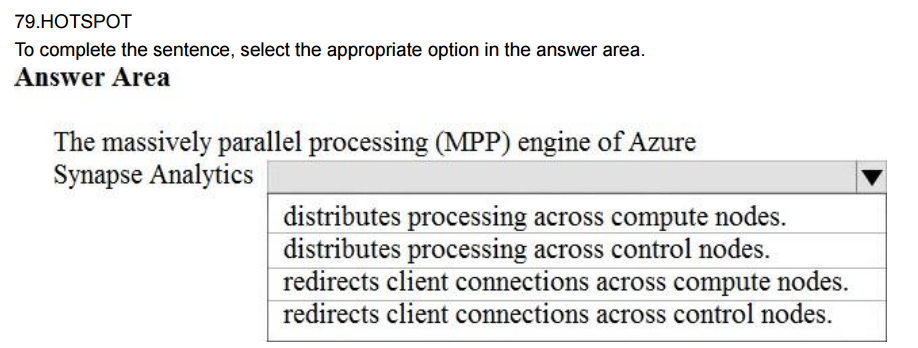 79.HOTSPOT
To complete the sentence, select the appropriate option in the answer area.
Answer Area
The massively parallel processing (MPP) engine of Azure
Synapse Analytics
distributes processing across compute nodes.
distributes processing across control nodes.
redirects client connections across compute nodes.
redirects client connections across control nodes.